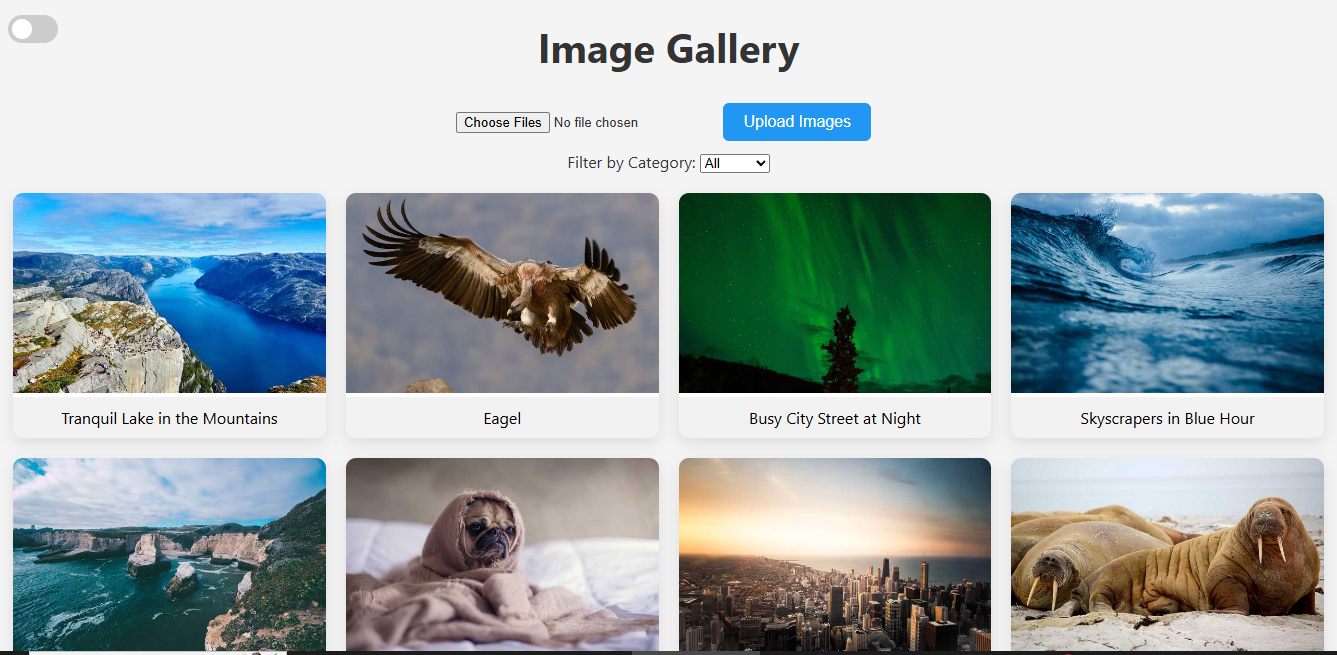 Image Gallery
Choose Files No file chosen Upload Images
Filter by Category: All
Tranquil Lake in the Mountains
Eagel
Busy City Street at Night
Skyscrapers in Blue Hour